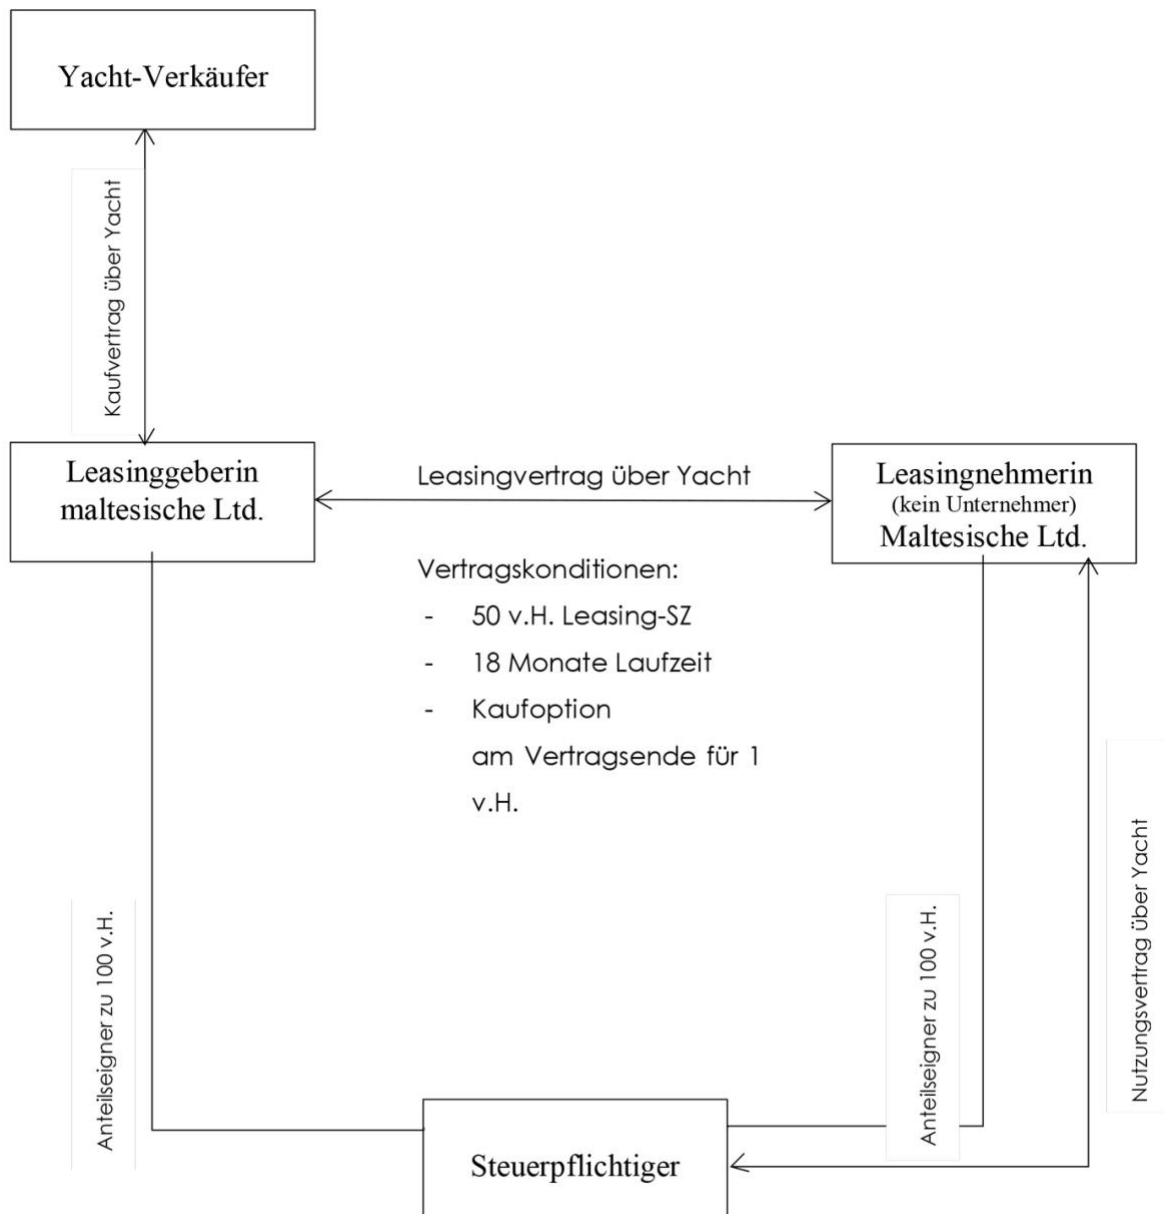 Yacht-Verkäufer
Kaufvertrag über Yacht
Leasinggeberin
maltesische Ltd.
Leasingvertrag über Yacht
Leasingnehmerin
(kein Unternehmer)
Maltesische Ltd.
Vertragskonditionen:
- 50 v.H. Leasing-SZ
- 18 Monate Laufzeit
- Kaufoption
am Vertragsende für 1
v.H.
Anteilseigner zu 100 v.H.
Anteilseigner zu 100 v.H.
Nutzungsvertrag über Yacht
Steuerpflichtiger